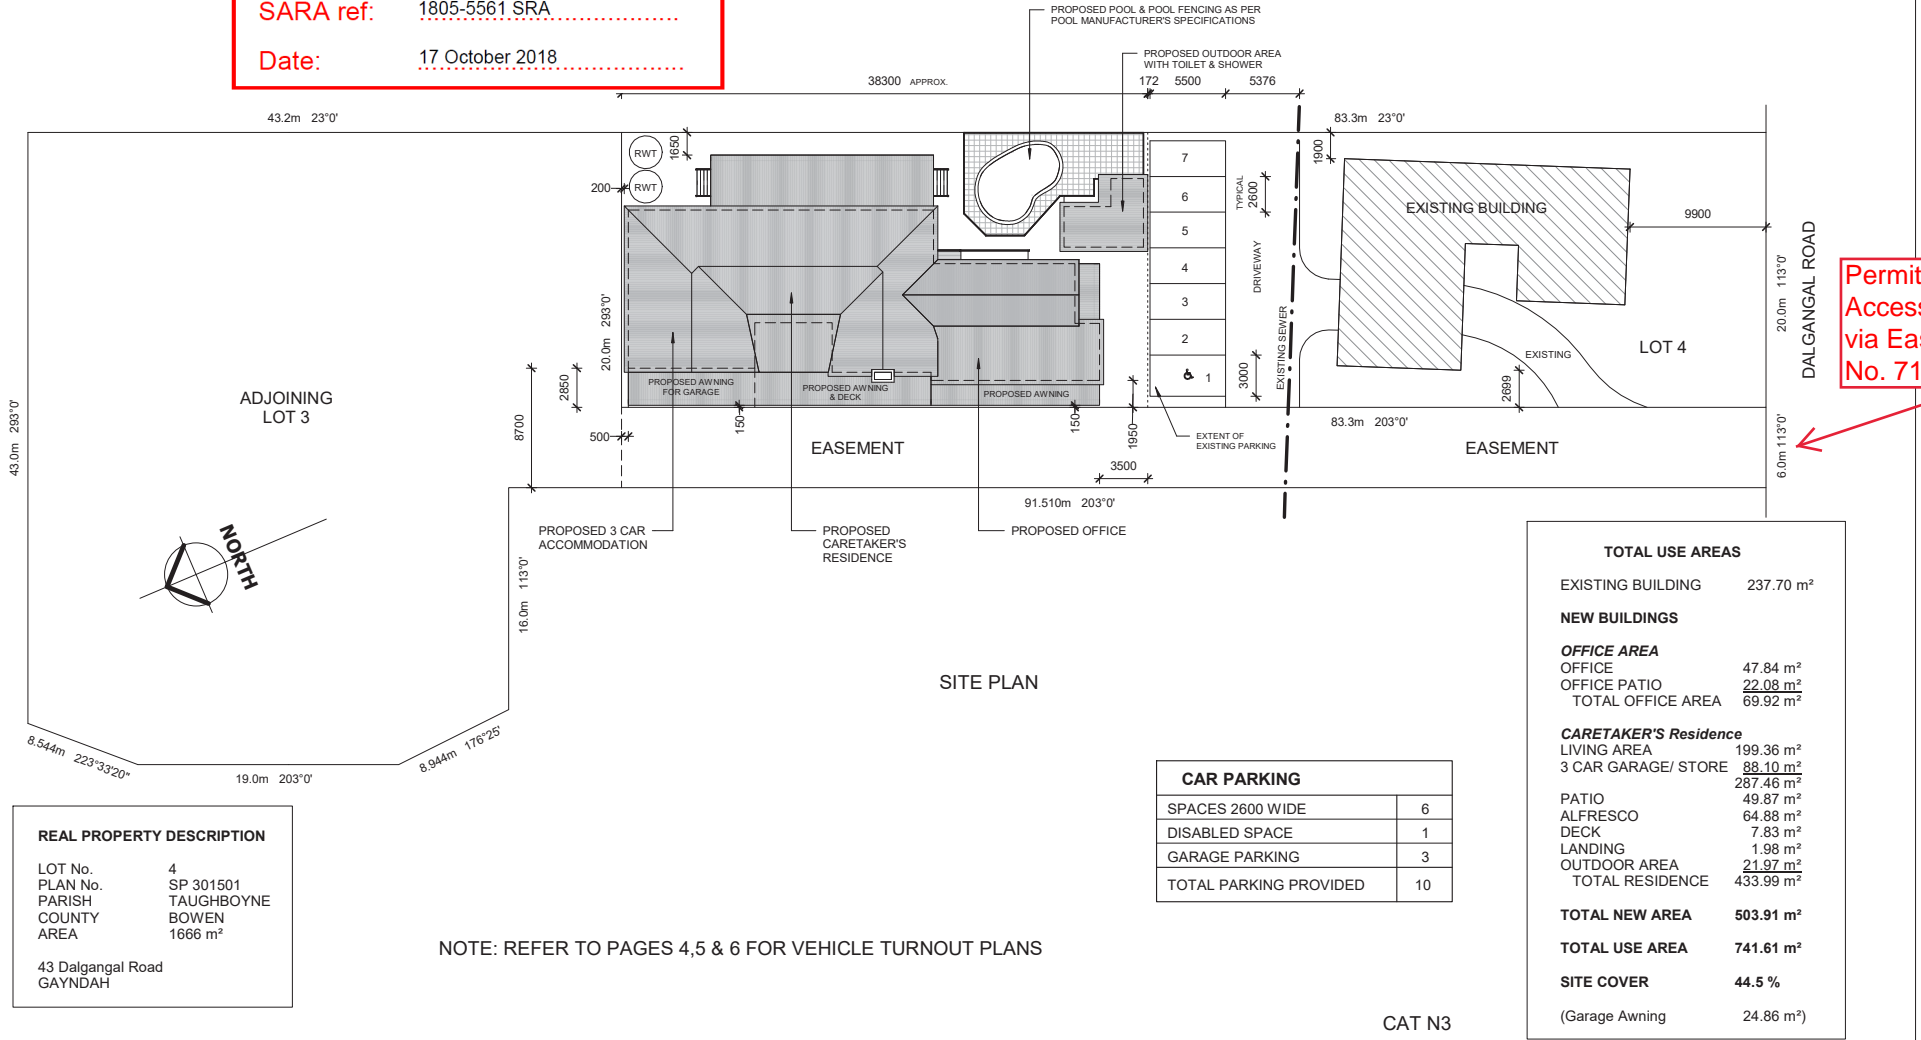 SARA ref: 1805-5561 SRA
Date: 17 October 2018
PROPOSED POOL & POOL FENCING AS PER
POOL MANUFACTURER'S SPECIFICATIONS
PROPOSED OUTDOOR AREA
WITH TOILET & SHOWER
38300 APPROX.
172 5500 5376
43.2m 23°0'
83.3m 23°0'
RWT
RWT
1650
200
7
6
5
4
3
2
1
TYPICAL
2600
DRIVEWAY
3000
EXISTING SEWER
1900
EXISTING BUILDING
9900
EXISTING
2699
LOT 4
20.0m 113°0'
DALGANGAL ROAD
Permit
Access
via Eas
No. 71
6.0m 113°0'
20.0m 293°0'
2850
8700
500
150
150
1950
3500
PROPOSED AWNING
FOR GARAGE
PROPOSED AWNING
& DECK
PROPOSED AWNING
EXTENT OF
EXISTING PARKING
83.3m 203°0'
EASEMENT
EASEMENT
91.510m 203°0'
ADJOINING
LOT 3
43.0m 293°0'
NORTH
16.0m 113°0'
8.544m 223°33'20"
19.0m 203°0'
8.944m 176°25'
PROPOSED 3 CAR
ACCOMMODATION
PROPOSED
CARETAKER'S
RESIDENCE
PROPOSED OFFICE
SITE PLAN
TOTAL USE AREAS
EXISTING BUILDING 237.70 m²
NEW BUILDINGS
OFFICE AREA
OFFICE 47.84 m²
OFFICE PATIO 22.08 m²
TOTAL OFFICE AREA 69.92 m²
CARETAKER'S Residence
LIVING AREA 199.36 m²
3 CAR GARAGE/ STORE 88.10 m²
287.46 m²
PATIO 49.87 m²
ALFRESCO 64.88 m²
DECK 7.83 m²
LANDING 1.98 m²
OUTDOOR AREA 21.97 m²
TOTAL RESIDENCE 433.99 m²
TOTAL NEW AREA 503.91 m²
TOTAL USE AREA 741.61 m²
SITE COVER 44.5 %
(Garage Awning 24.86 m²)
CAR PARKING
SPACES 2600 WIDE 6
DISABLED SPACE 1
GARAGE PARKING 3
TOTAL PARKING PROVIDED 10
REAL PROPERTY DESCRIPTION
LOT No. 4
PLAN No. SP 301501
PARISH TAUGHBOYNE
COUNTY BOWEN
AREA 1666 m²
43 Dalgangal Road
GAYNDAH
NOTE: REFER TO PAGES 4,5 & 6 FOR VEHICLE TURNOUT PLANS
CAT N3